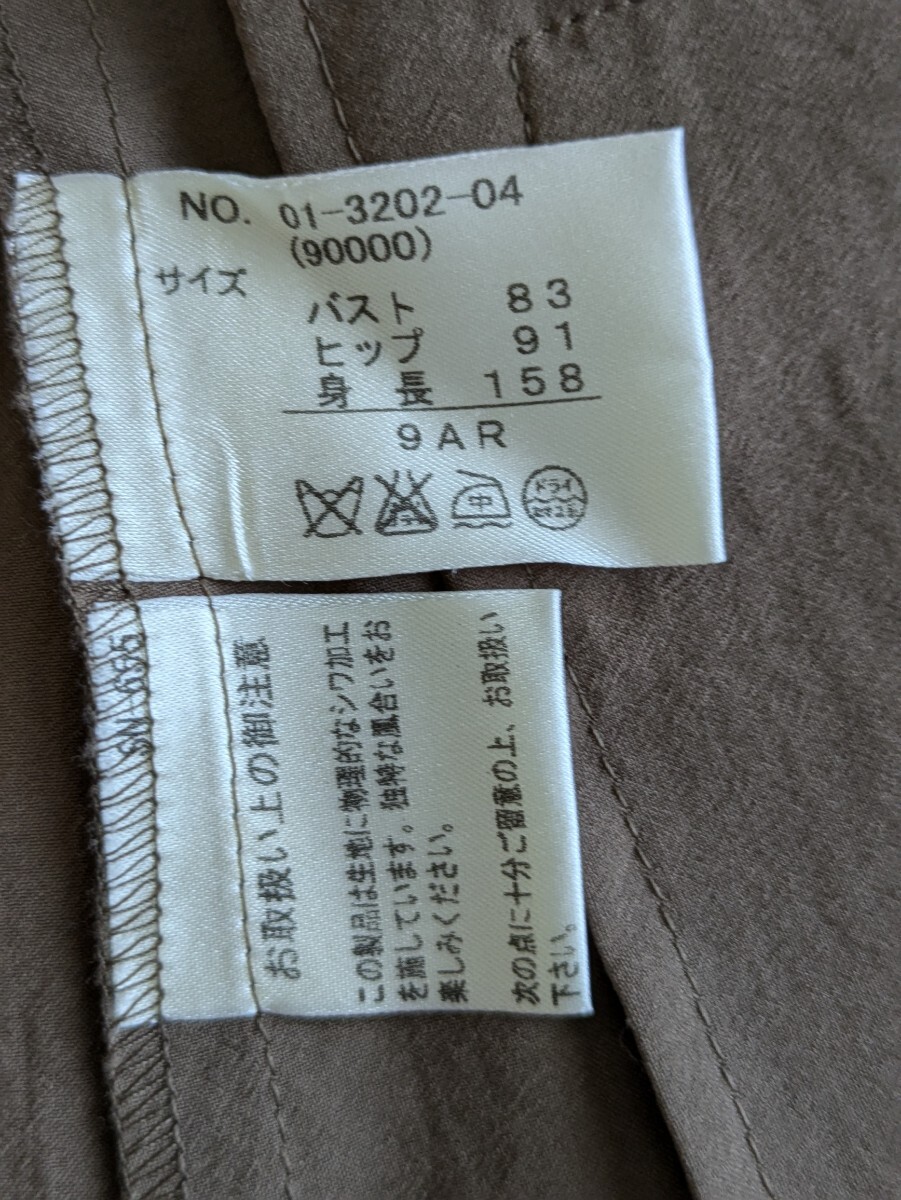 NO. 01-3202-04
(90000)
サイズ
バスト 83
ヒップ 91
身長 158
9AR
中
ドライ
お取扱い上の御注意
この製品は生地に物理的なシワ加工
を施しています。独特な風合いをお
楽しみください。
次の点に十分ご留意の上、お取扱い
下さい。